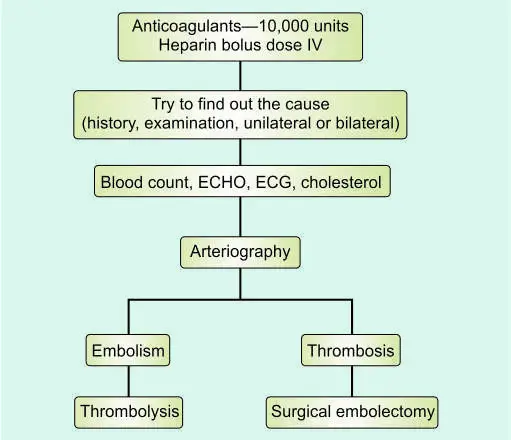 Anticoagulants—10,000 units
Heparin bolus dose IV
Try to find out the cause
(history, examination, unilateral or bilateral)
Blood count, ECHO, ECG, cholesterol
Arteriography
Embolism
Thrombosis
Thrombolysis
Surgical embolectomy